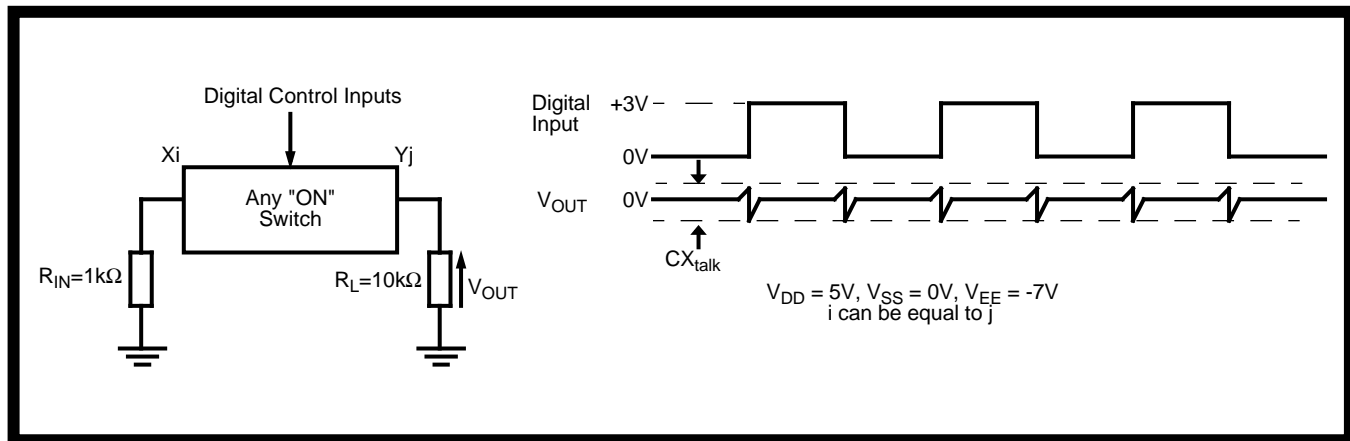 Digital Control Inputs
Xi
Yj
Any "ON"
Switch
RIN=1kΩ
RL=10kΩ
VOUT
Digital
Input
+3V
0V
VOUT
0V
CXtalk
VDD = 5V, VSS = 0V, VEE = -7V
i can be equal to j